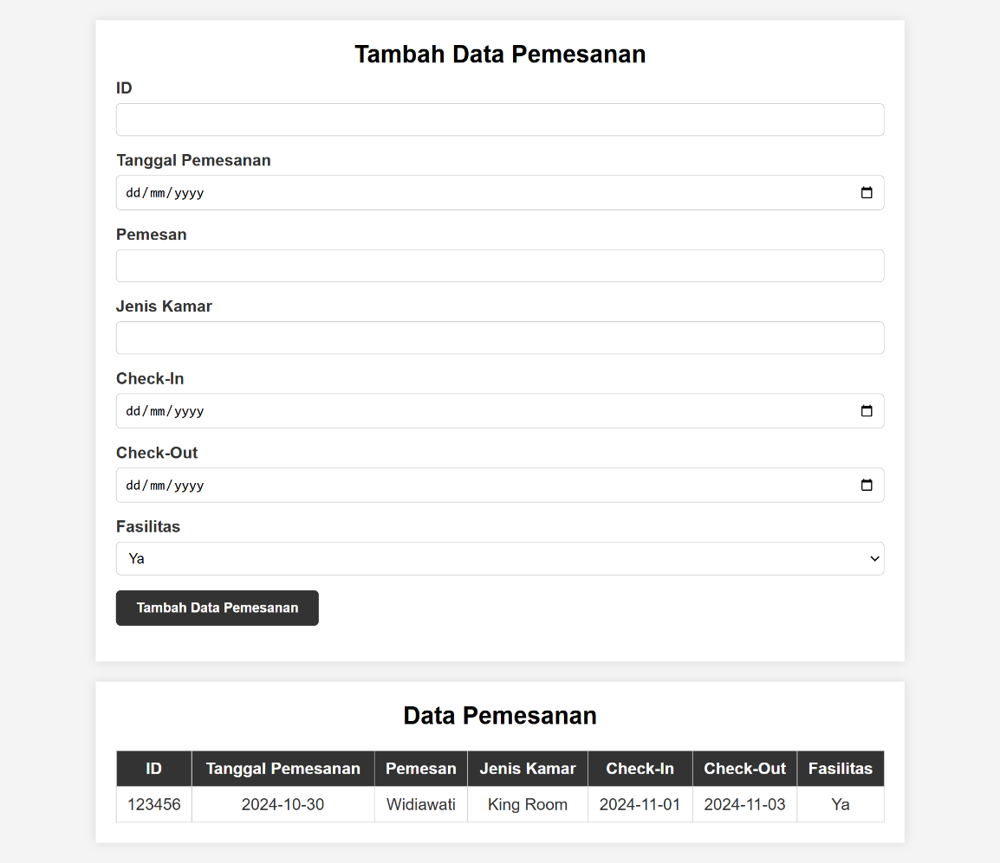 Tambah Data Pemesanan
ID
Tanggal Pemesanan
dd/mm/yyyy
Pemesan
Jenis Kamar
Check-In
dd/mm/yyyy
Check-Out
dd/mm/yyyy
Fasilitas
Ya
Tambah Data Pemesanan
Data Pemesanan
ID Tanggal Pemesanan Pemesan Jenis Kamar Check-In Check-Out Fasilitas
123456 2024-10-30 Widiawati King Room 2024-11-01 2024-11-03 Ya